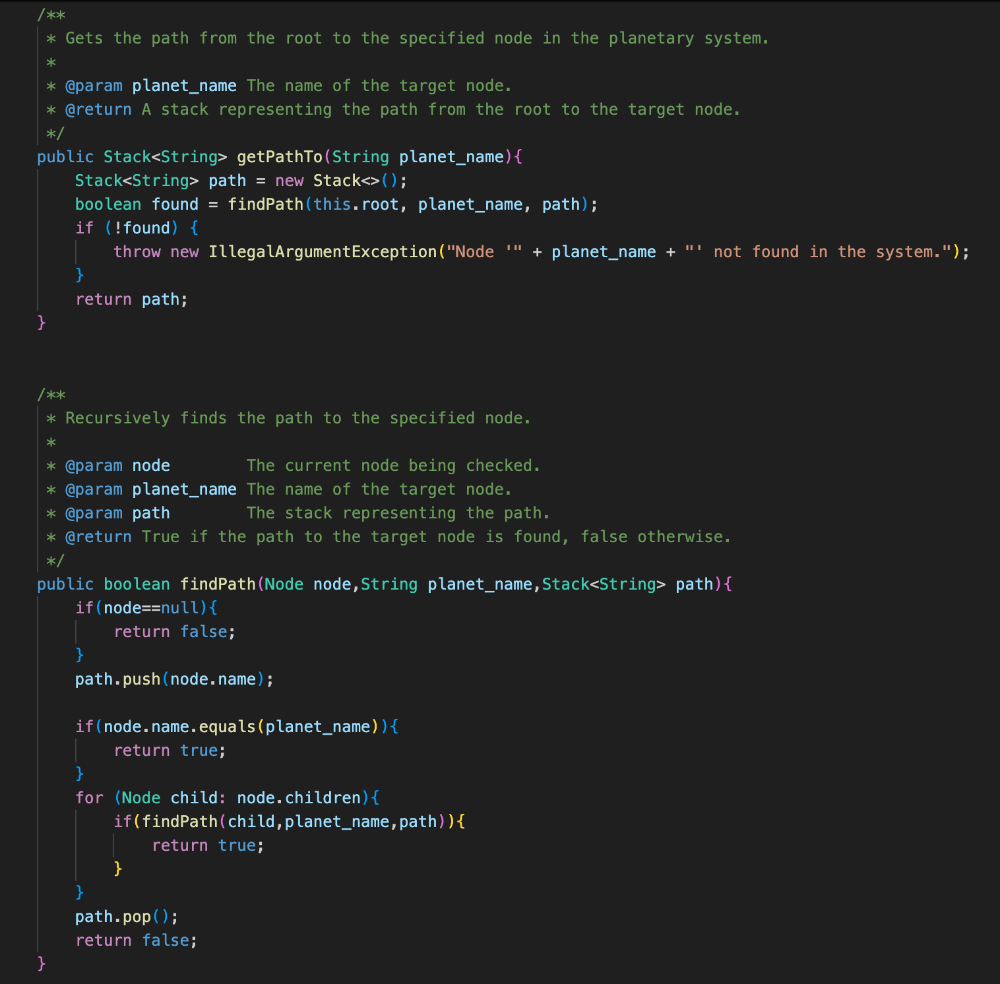 /**
 * Gets the path from the root to the specified node in the planetary system.
 *
 * @param planet_name The name of the target node.
 * @return A stack representing the path from the root to the target node.
 */
public Stack<String> getPathTo(String planet_name){
    Stack<String> path = new Stack<>();
    boolean found = findPath(this.root, planet_name, path);
    if (!found) {
        throw new IllegalArgumentException("Node '" + planet_name + "' not found in the system.");
    }
    return path;
}
/**
 * Recursively finds the path to the specified node.
 *
 * @param node        The current node being checked.
 * @param planet_name The name of the target node.
 * @param path        The stack representing the path.
 * @return True if the path to the target node is found, false otherwise.
 */
public boolean findPath(Node node,String planet_name,Stack<String> path){
    if(node==null){
        return false;
    }
    path.push(node.name);
    if(node.name.equals(planet_name)){
        return true;
    }
    for (Node child: node.children){
        if(findPath(child,planet_name,path)){
            return true;
        }
    }
    path.pop();
    return false;
}